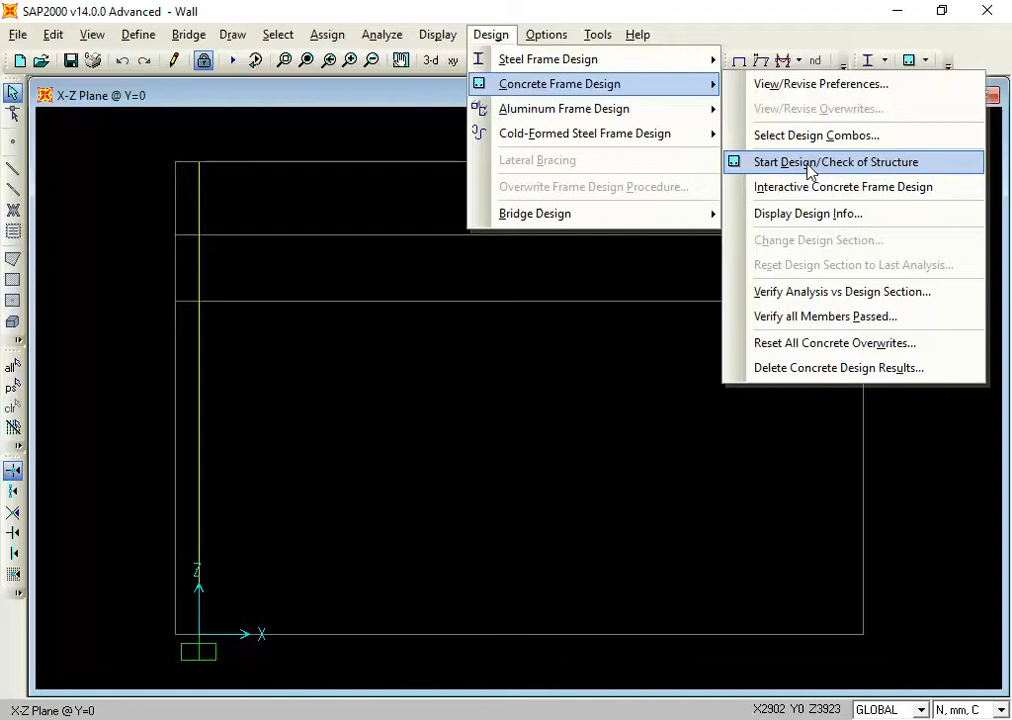 SAP2000 v14.0.0 Advanced - Wall
File Edit View Define Bridge Draw Select Assign Analyze Display Design Options Tools Help
3-d xy nd
X-Z Plane @ Y=0
Steel Frame Design
Concrete Frame Design
Aluminum Frame Design
Cold-Formed Steel Frame Design
Lateral Bracing
Overwrite Frame Design Procedure...
Bridge Design
View/Revise Preferences...
View/Revise Overwrites...
Select Design Combos...
Start Design/Check of Structure
Interactive Concrete Frame Design
Display Design Info...
Change Design Section...
Reset Design Section to Last Analysis...
Verify Analysis vs Design Section...
Verify all Members Passed...
Reset All Concrete Overwrites...
Delete Concrete Design Results...
all
ps
clr
Z
X
X-Z Plane @ Y=0
X2902 Y0 Z3923
GLOBAL
N, mm, C